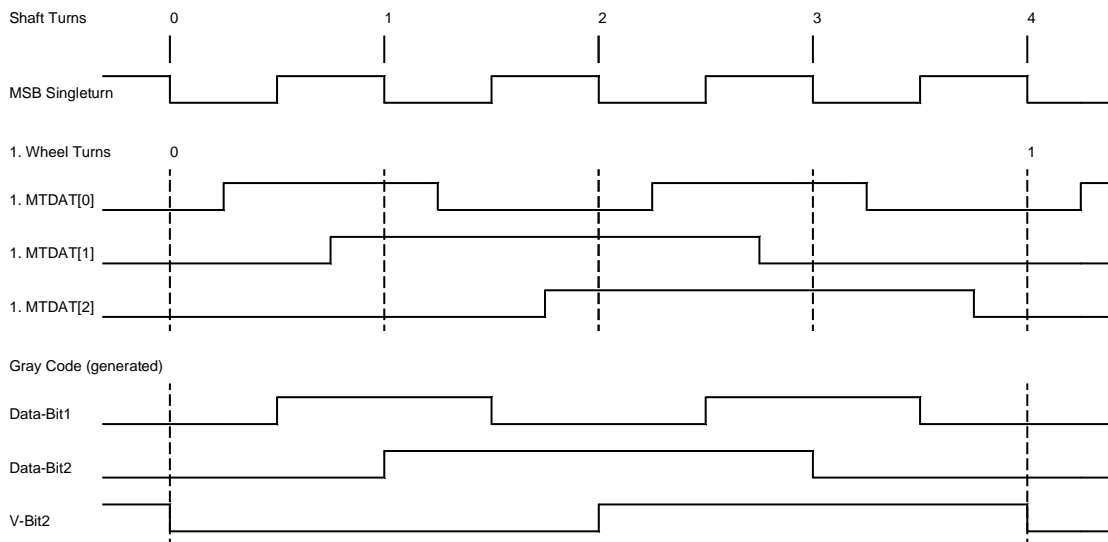 Shaft Turns 0 1 2 3 4
MSB Singleturn
1. Wheel Turns 0 1
1. MTDAT[0]
1. MTDAT[1]
1. MTDAT[2]
Gray Code (generated)
Data-Bit1
Data-Bit2
V-Bit2